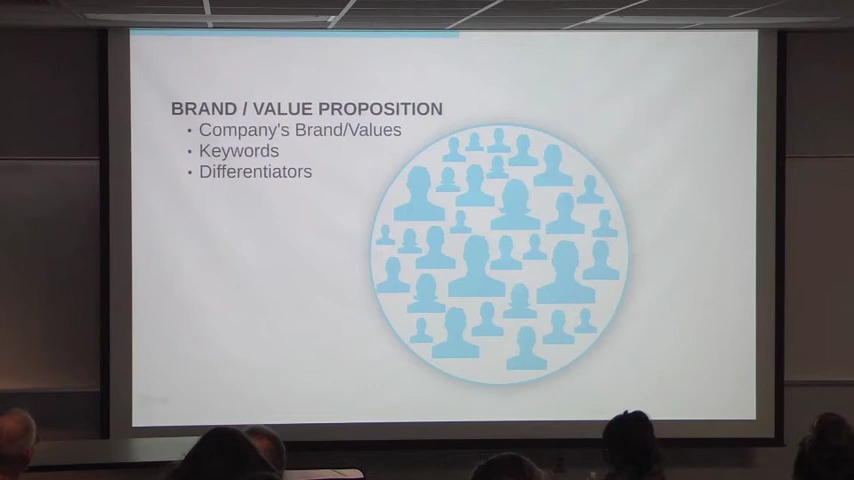 BRAND / VALUE PROPOSITION
• Company's Brand/Values
• Keywords
• Differentiators